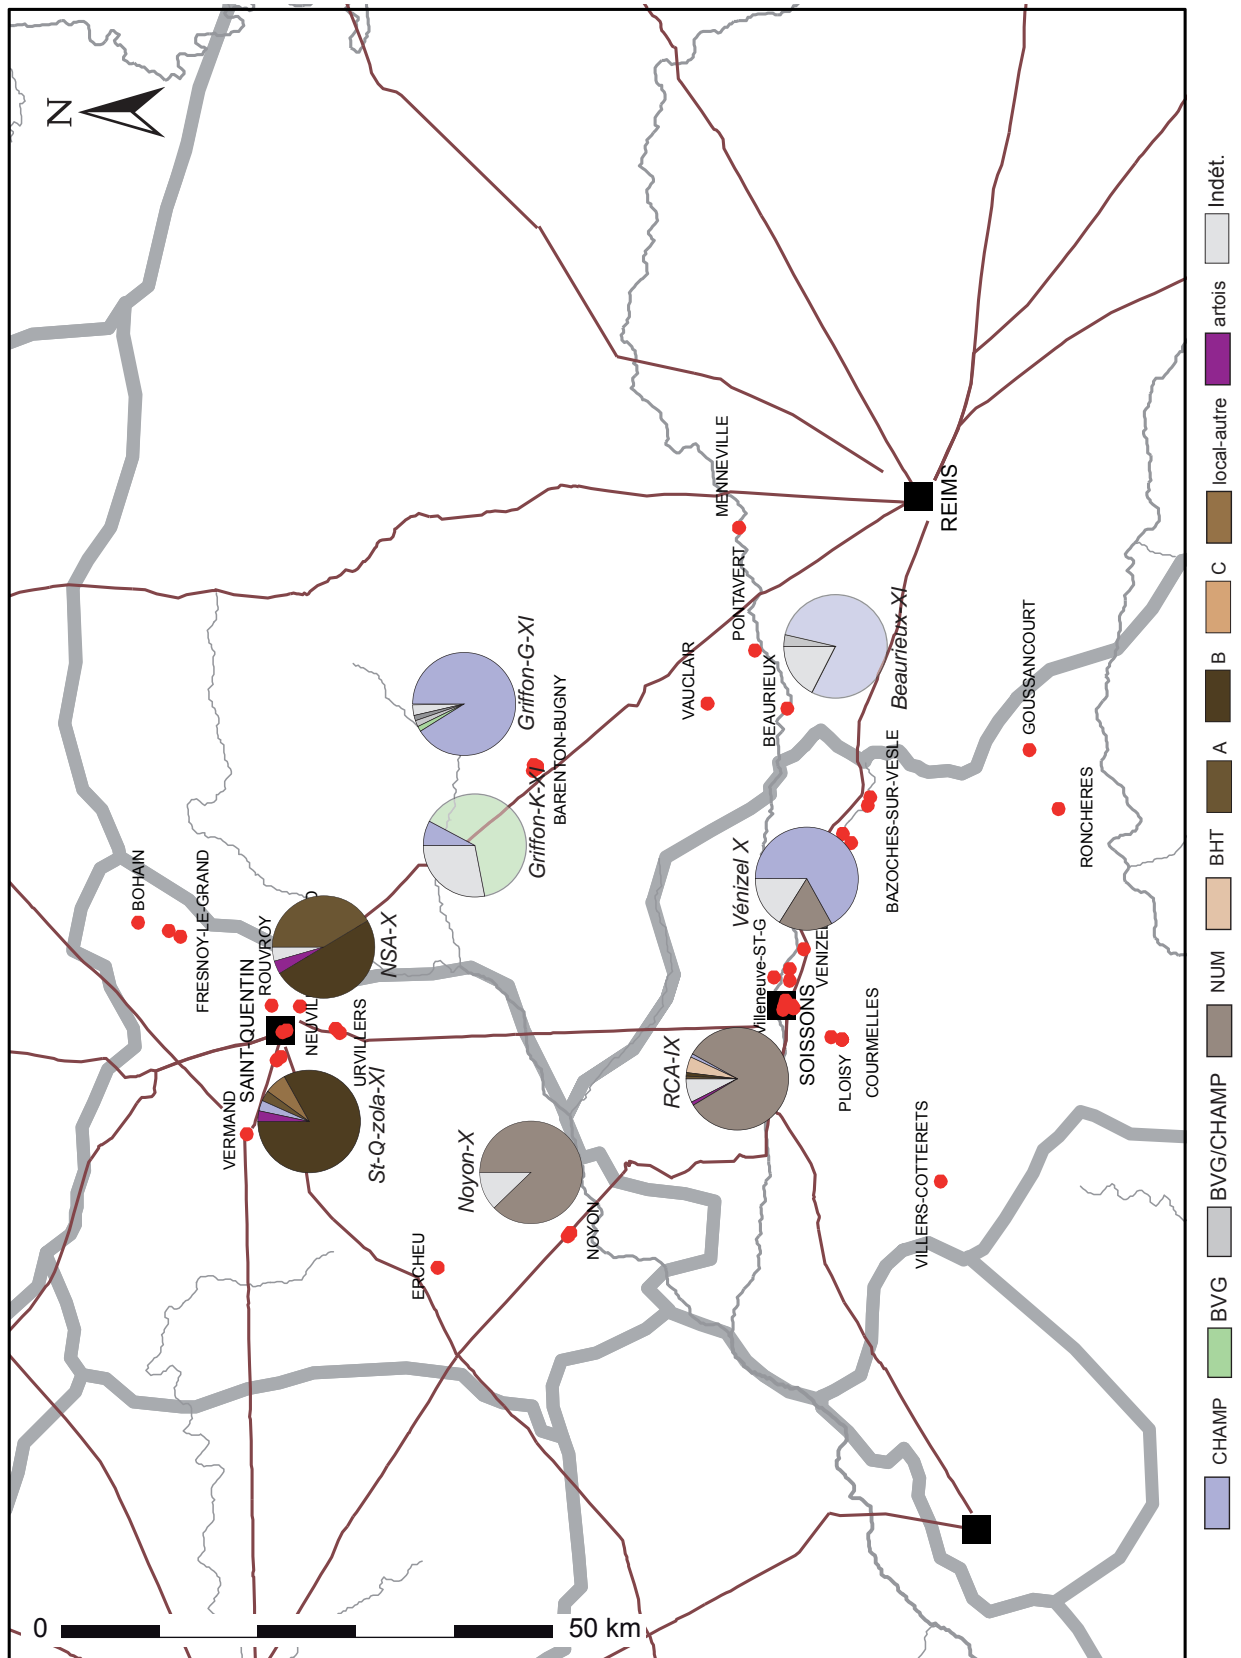 N
BOHAIN
FRESNOY-LE-GRAND
ROUVROY
SAINT-QUENTIN
VERMAND
URVILLERS
NSA-X
St-Q-zola-XI
Griffon-G-XI
BARENTON-BUGNY
Griffon-K-XI
ERCHEU
Noyon-X
NOYON
MENNEVILLE
PONTAVERT
VAUCLAIR
BEAURIEUX
Beaurieux-XI
REIMS
Vénizel X
BAZOCHES-SUR-VESLE
Villeneuve-ST-G
VENIZEL
RCA-IX
SOISSONS
PLOISY
COURMELLES
GOUSSANCOURT
RONCHERES
VILLERS-COTTERETS
0 50 km
CHAMP BVG BVG/CHAMP NUM BHT A B C local-autre artois Indét.